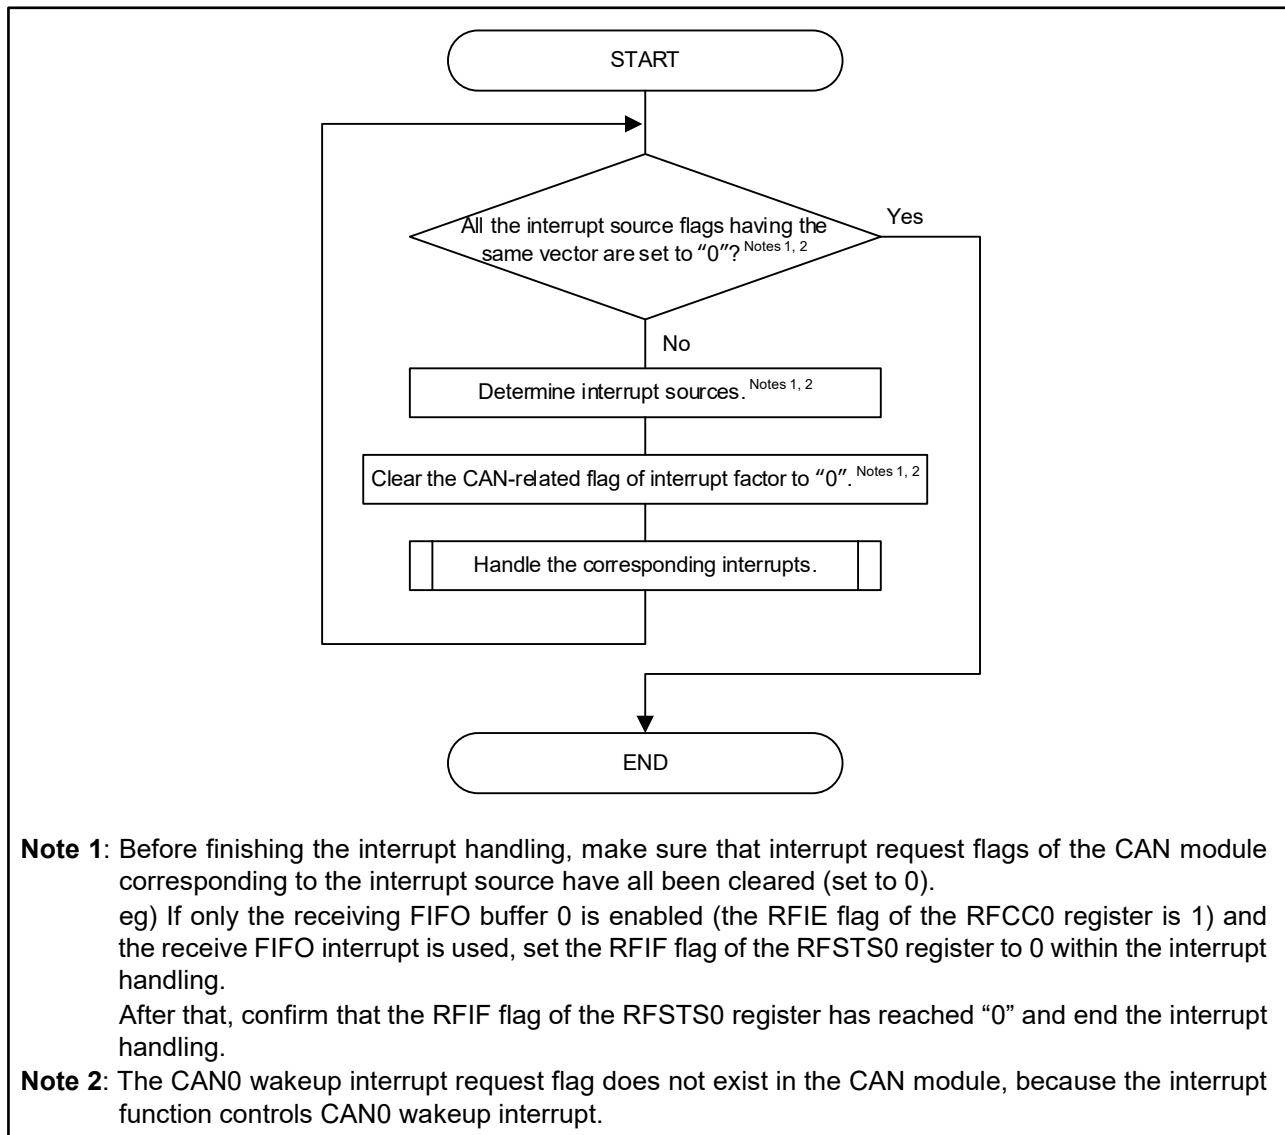 START
All the interrupt source flags having the
same vector are set to “0”? Notes 1, 2
Yes
No
Determine interrupt sources. Notes 1, 2
Clear the CAN-related flag of interrupt factor to “0”. Notes 1, 2
Handle the corresponding interrupts.
END
Note 1: Before finishing the interrupt handling, make sure that interrupt request flags of the CAN module
corresponding to the interrupt source have all been cleared (set to 0).
eg) If only the receiving FIFO buffer 0 is enabled (the RFIE flag of the RFCC0 register is 1) and
the receive FIFO interrupt is used, set the RFIF flag of the RFSTS0 register to 0 within the interrupt
handling.
After that, confirm that the RFIF flag of the RFSTS0 register has reached “0” and end the interrupt
handling.
Note 2: The CAN0 wakeup interrupt request flag does not exist in the CAN module, because the interrupt
function controls CAN0 wakeup interrupt.